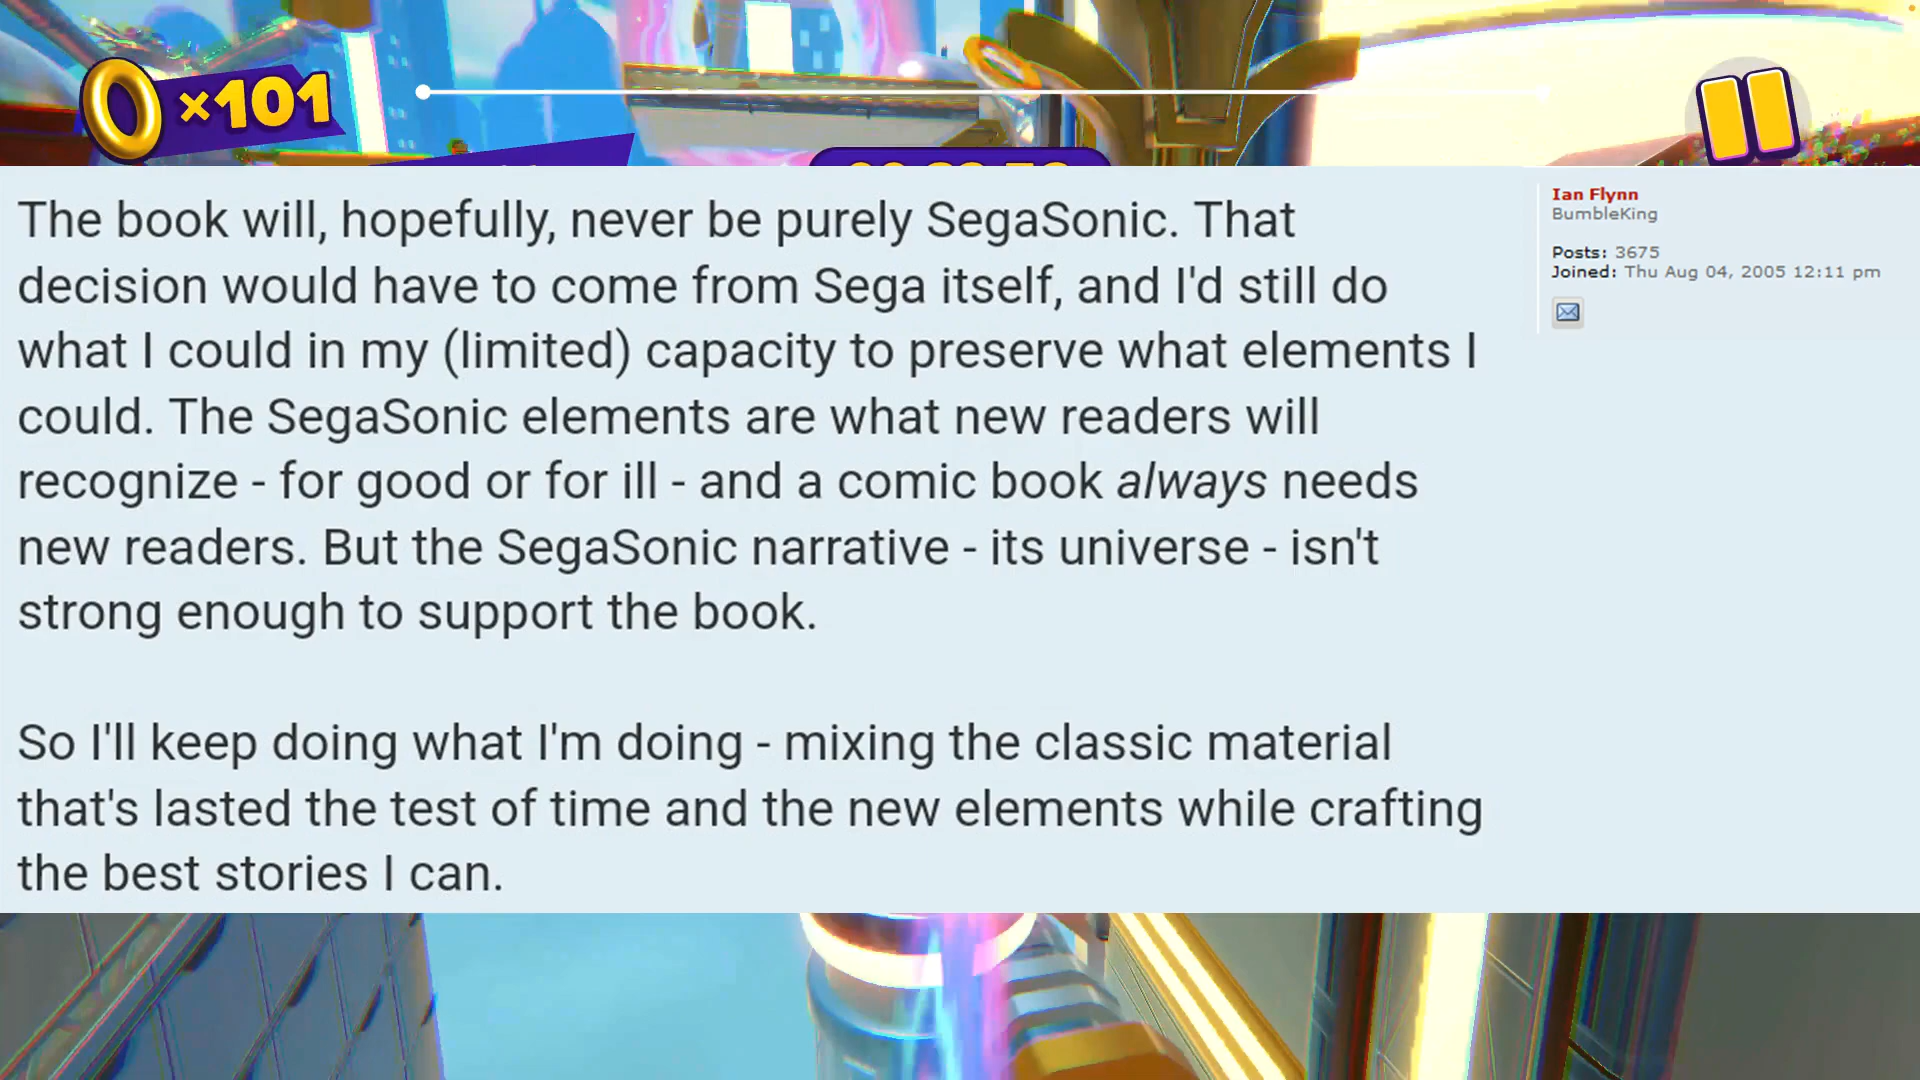 ×101
The book will, hopefully, never be purely SegaSonic. That
decision would have to come from Sega itself, and I'd still do
what I could in my (limited) capacity to preserve what elements I
could. The SegaSonic elements are what new readers will
recognize - for good or for ill - and a comic book always needs
new readers. But the SegaSonic narrative - its universe - isn't
strong enough to support the book.
So I'll keep doing what I'm doing - mixing the classic material
that's lasted the test of time and the new elements while crafting
the best stories I can.
Ian Flynn
BumbleKing
Posts: 3675
Joined: Thu Aug 04, 2005 12:11 pm